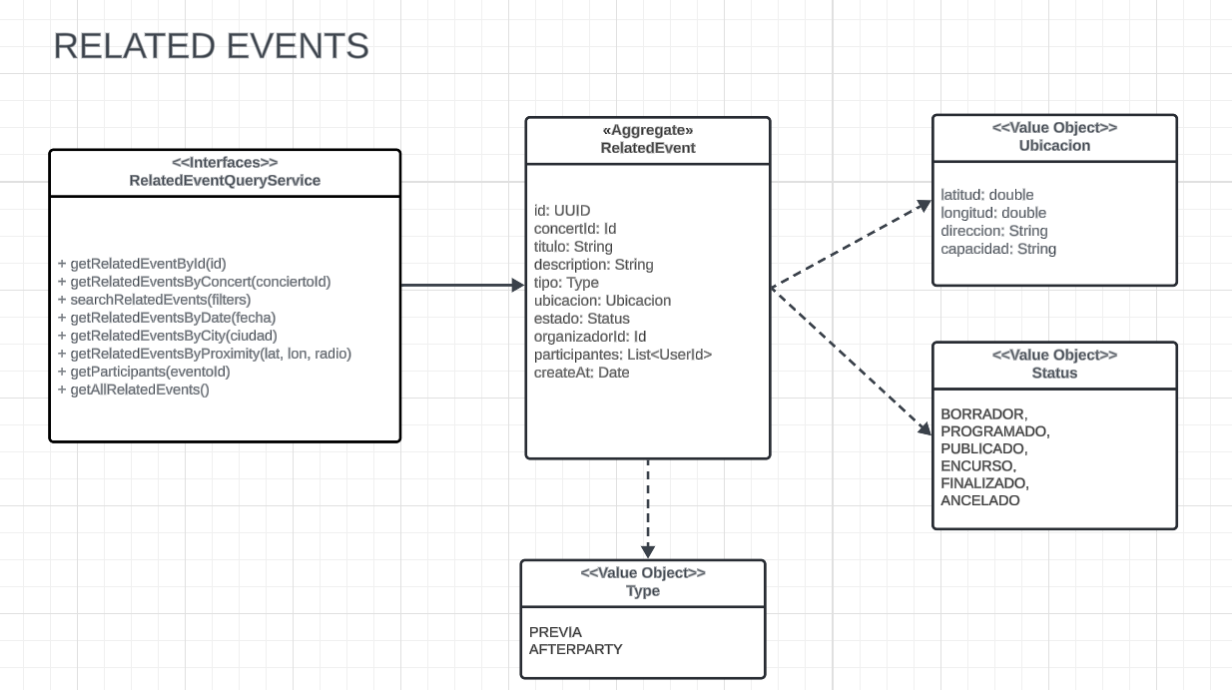 RELATED EVENTS
<<Interfaces>>
RelatedEventQueryService
+ getRelatedEventById(id)
+ getRelatedEventsByConcert(conciertoId)
+ searchRelatedEvents(filters)
+ getRelatedEventsByDate(fecha)
+ getRelatedEventsByCity(ciudad)
+ getRelatedEventsByProximity(lat, lon, radio)
+ getParticipants(eventoId)
+ getAllRelatedEvents()
«Aggregate»
RelatedEvent
id: UUID
concertId: Id
titulo: String
description: String
tipo: Type
ubicacion: Ubicacion
estado: Status
organizadorId: Id
participantes: List<UserId>
createAt: Date
<<Value Object>>
Ubicacion
latitud: double
longitud: double
direccion: String
capacidad: String
<<Value Object>>
Status
BORRADOR,
PROGRAMADO,
PUBLICADO,
ENCURSO,
FINALIZADO,
ANCELADO
<<Value Object>>
Type
PREVIA
AFTERPARTY